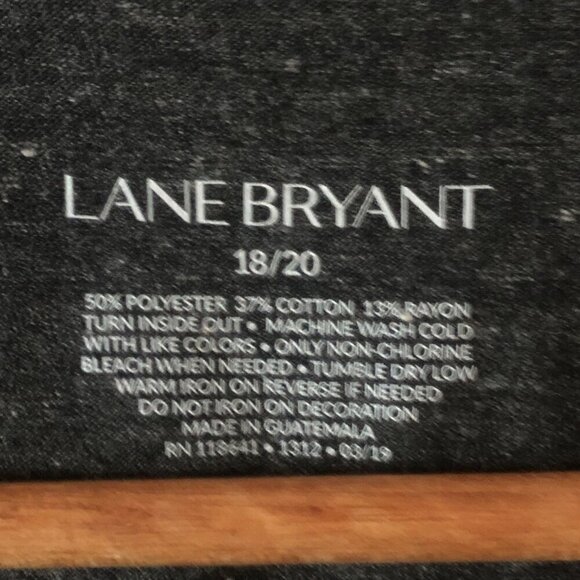 LANE BRYANT
18/20
50% POLYESTER 37% COTTON 13% RAYON
TURN INSIDE OUT • MACHINE WASH COLD
WITH LIKE COLORS • ONLY NON-CHLORINE
BLEACH WHEN NEEDED • TUMBLE DRY LOW
WARM IRON ON REVERSE IF NEEDED
DO NOT IRON ON DECORATION
MADE IN GUATEMALA
RN 118641 • 1312 • 03/19